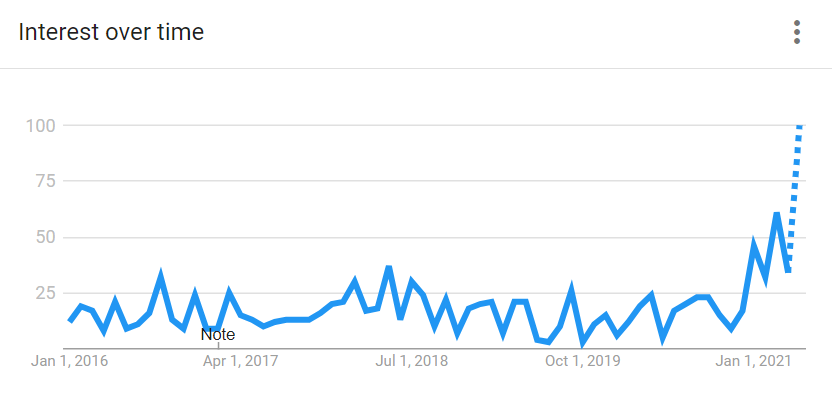 Interest over time
100
75
50
25
Note
Jan 1, 2016 Apr 1, 2017 Jul 1, 2018 Oct 1, 2019 Jan 1, 2021